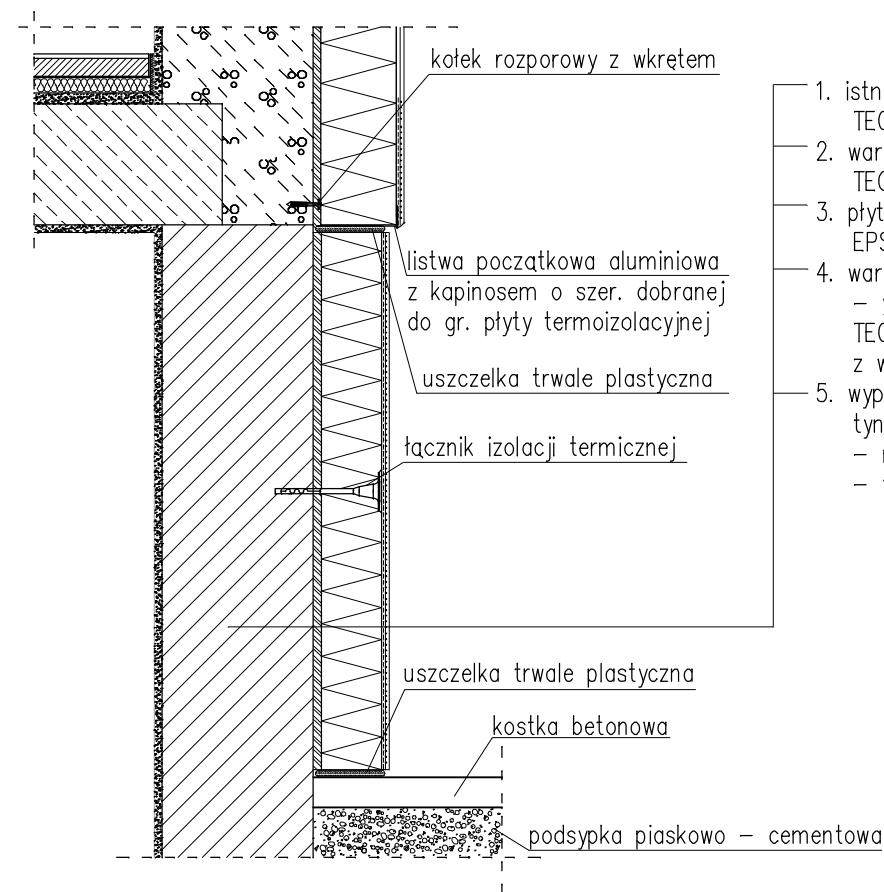 kołek rozporowy z wkrętem
1. istn
TEC
2. war
TEC
3. płyt
EPS
listwa początkowa aluminiowa
z kapinosem o szer. dobranej
do gr. płyty termoizolacyjnej
4. war
–
TEC
z w
uszczelka trwale plastyczna
5. wyp
tyn
–
–
łącznik izolacji termicznej
uszczelka trwale plastyczna
kostka betonowa
podsypka piaskowo – cementowa